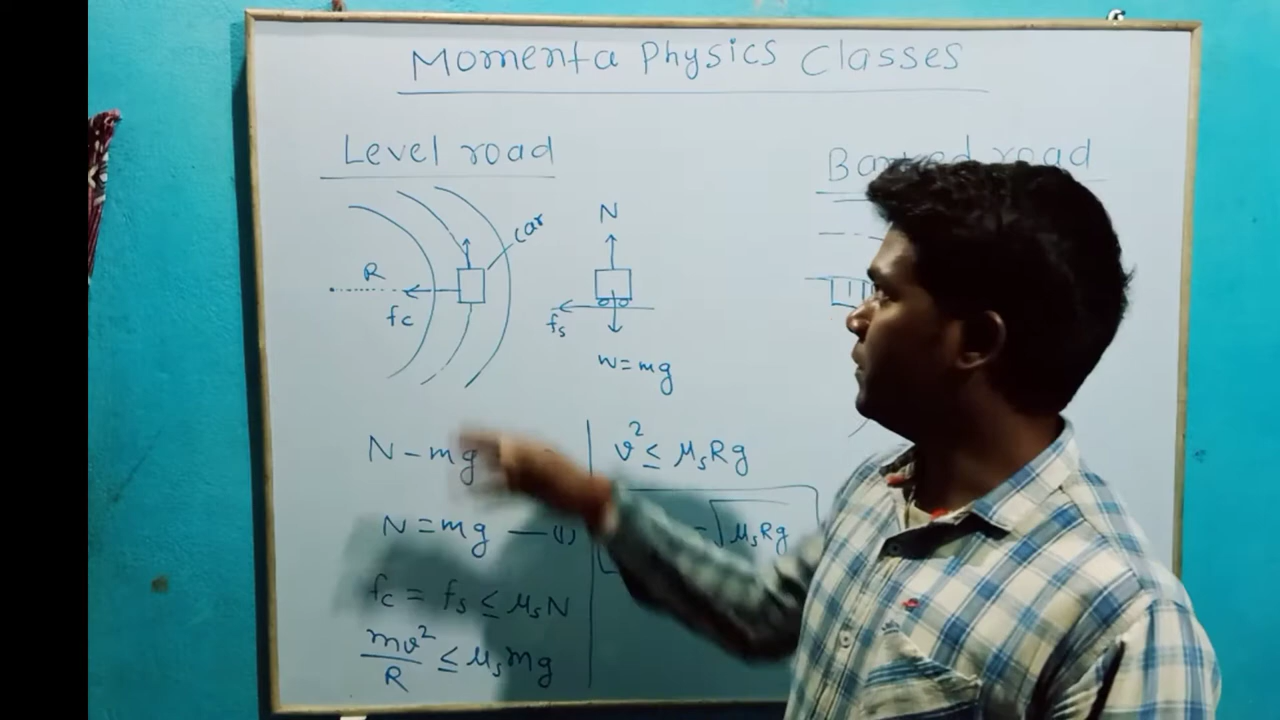 Momenta Physics Classes
Level road
road
car
R
fc
N
fs
W=mg
N-mg
N=mg —(1)
fc = fs ≤ μsN
mv²/R ≤ μsmg
v² ≤ μsRg
√μsRg